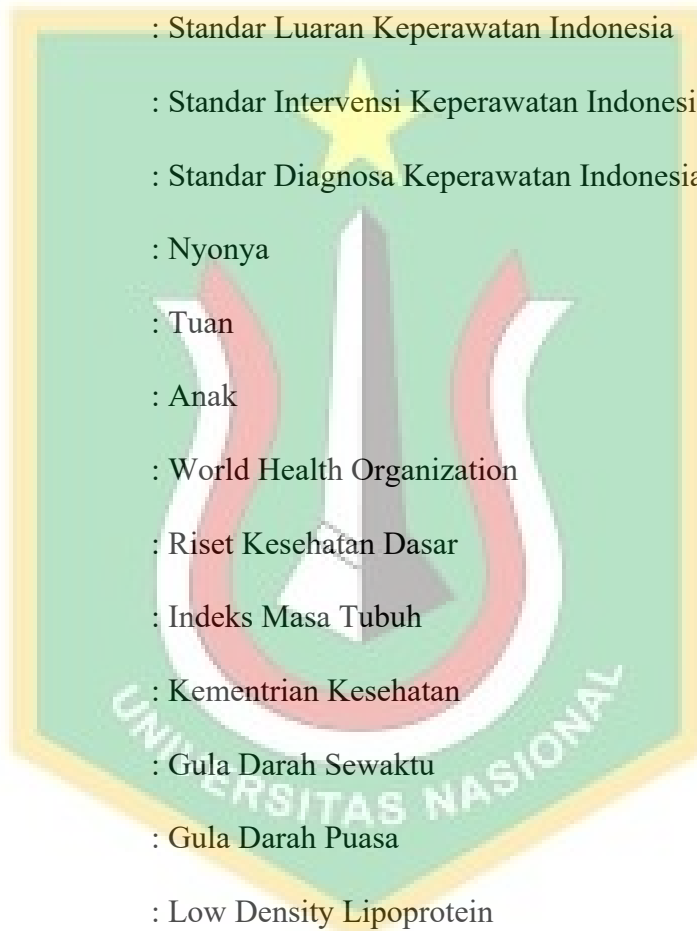 : Standar Luaran Keperawatan Indonesia
: Standar Intervensi Keperawatan Indonesi
: Standar Diagnosa Keperawatan Indonesia
: Nyonya
: Tuan
: Anak
: World Health Organization
: Riset Kesehatan Dasar
: Indeks Masa Tubuh
: Kementrian Kesehatan
: Gula Darah Sewaktu
: Gula Darah Puasa
: Low Density Lipoprotein
UNIVERSITAS NASIONAL